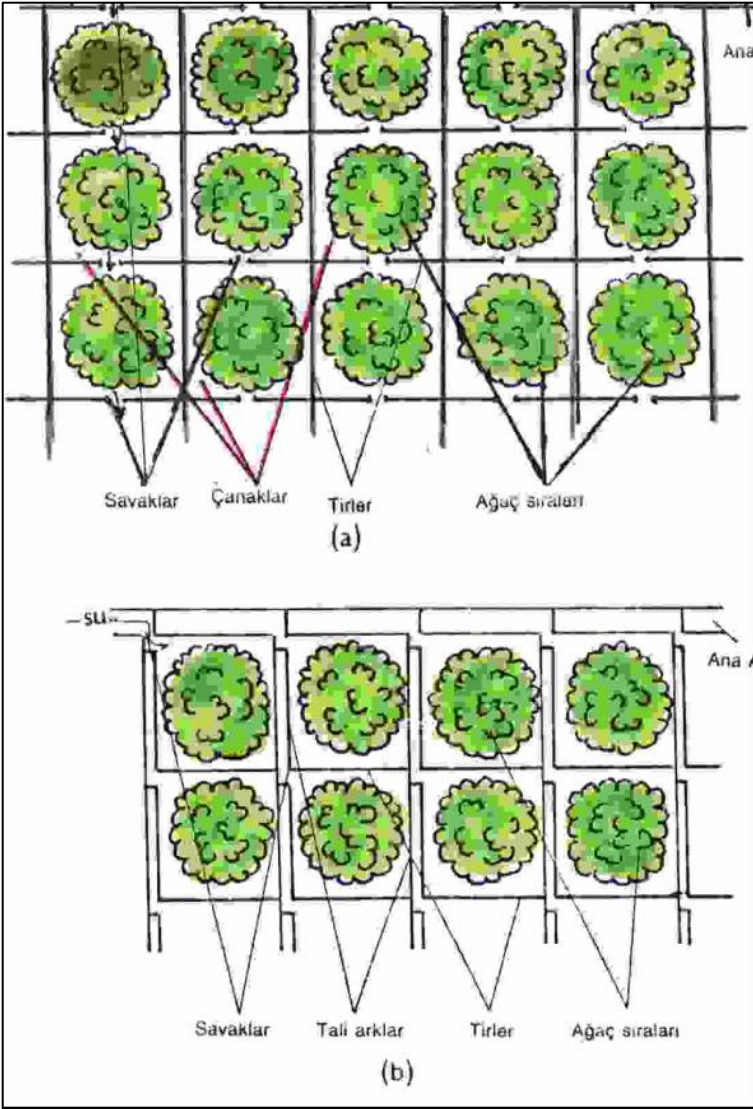 Ana
Savaklar Çanaklar Tirler Ağaç sıraları
(a)
su
Ana A
Savaklar Tali arklar Tirler Ağaç sıraları
(b)